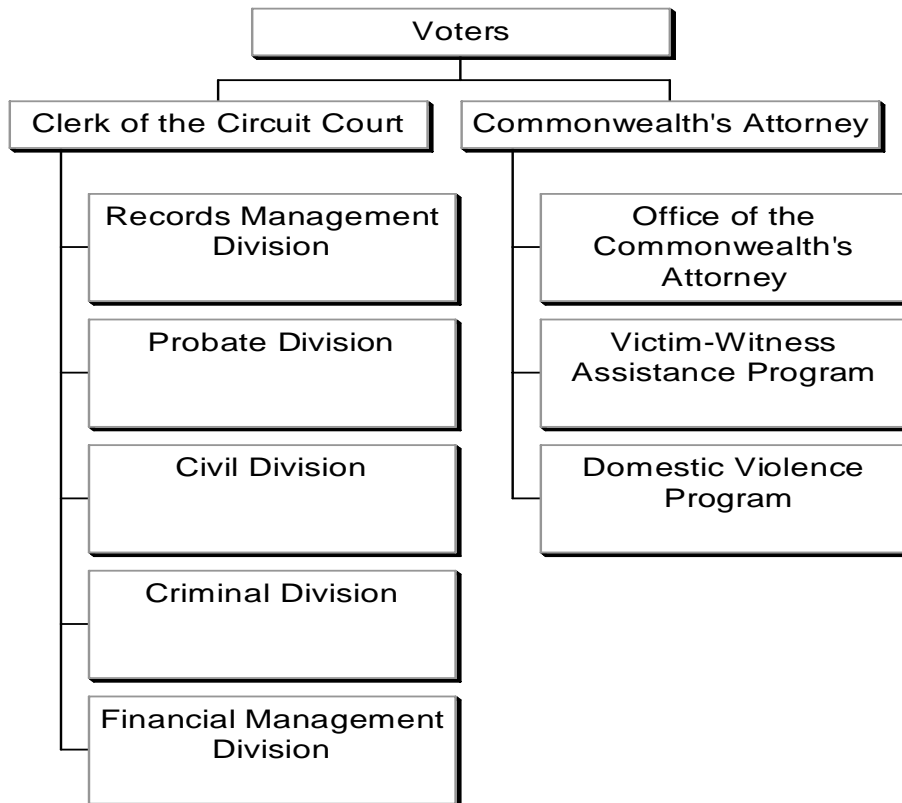 Voters
Clerk of the Circuit Court
Commonwealth's Attorney
Records Management
Division
Probate Division
Civil Division
Criminal Division
Financial Management
Division
Office of the
Commonwealth's
Attorney
Victim-Witness
Assistance Program
Domestic Violence
Program